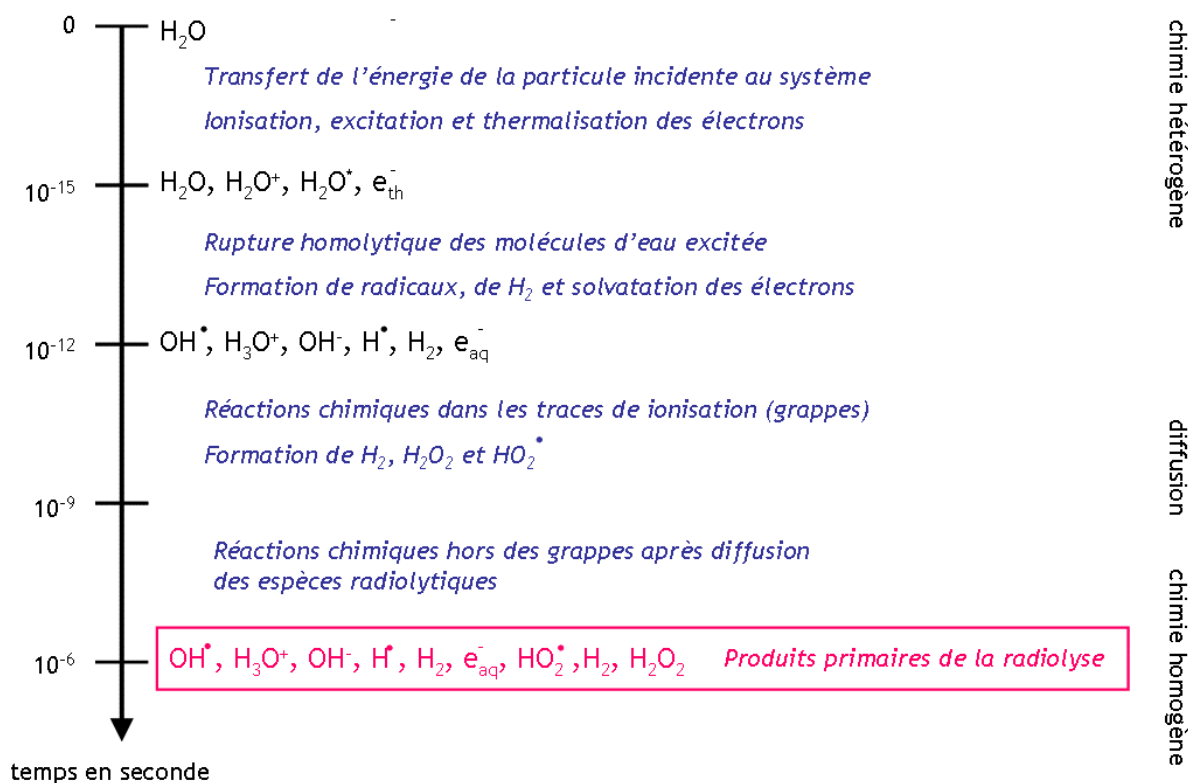 0 H₂O -
Transfert de l'énergie de la particule incidente au système
Ionisation, excitation et thermalisation des électrons
10⁻¹⁵ H₂O, H₂O⁺, H₂O*, e⁻th
Rupture homolytique des molécules d'eau excitée
Formation de radicaux, de H₂ et solvatation des électrons
10⁻¹² OH•, H₃O⁺, OH⁻, H•, H₂, e⁻aq
Réactions chimiques dans les traces de ionisation (grappes)
Formation de H₂, H₂O₂ et HO₂•
10⁻⁹
Réactions chimiques hors des grappes après diffusion
des espèces radiolytiques
10⁻⁶ OH•, H₃O⁺, OH⁻, H•, H₂, e⁻aq, HO₂• ,H₂, H₂O₂ Produits primaires de la radiolyse
temps en seconde
chimie hétérogène
diffusion
chimie homogène